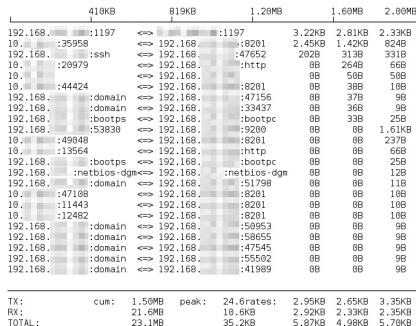 410KB 819KB 1.20MB 1.60MB 2.00MB
192.168. :1197 <=> :1197 3.22KB 2.81KB 2.33KB
10. :35958 <=> 192.168. :8201 2.45KB 1.42KB 824B
192.168. :ssh <=> 192.168. :47652 202B 313B 331B
10. :20979 <=> 192.168. :http 0B 264B 66B
<=> 192.168. 0B 50B 50B
10. :44424 <=> 192.168. :8201 0B 38B 10B
192.168. :domain <=> 192.168. :47156 0B 37B 9B
192.168. :domain <=> 192.168. :33437 0B 36B 9B
192.168. :bootps <=> 192.168. :bootpc 0B 33B 25B
192.168. :53830 <=> 192.168. :9200 0B 0B 1.61KB
10. :49048 <=> 192.168. :8201 0B 0B 237B
10. :13564 <=> 192.168. :http 0B 0B 66B
192.168. :bootps <=> 192.168. :bootpc 0B 0B 25B
192.168. :netbios-dgm<=> 192.168. :netbios-dgm 0B 0B 12B
192.168. :domain <=> 192.168. :51798 0B 0B 11B
10. :47108 <=> 192.168. :8201 0B 0B 10B
10. :11443 <=> 192.168. :8201 0B 0B 10B
10. :12482 <=> 192.168. :8201 0B 0B 10B
192.168. :domain <=> 192.168. :50953 0B 0B 9B
192.168. :domain <=> 192.168. :58655 0B 0B 9B
192.168. :domain <=> 192.168. :47545 0B 0B 9B
192.168. :domain <=> 192.168. :55502 0B 0B 9B
192.168. :domain <=> 192.168. :41989 0B 0B 9B
TX: cum: 1.50MB peak: 24.6rates: 2.95KB 2.65KB 3.35KB
RX: 21.6MB 10.6KB 2.92KB 2.33KB 2.35KB
TOTAL: 23.1MB 35.2KB 5.87KB 4.98KB 5.70KB